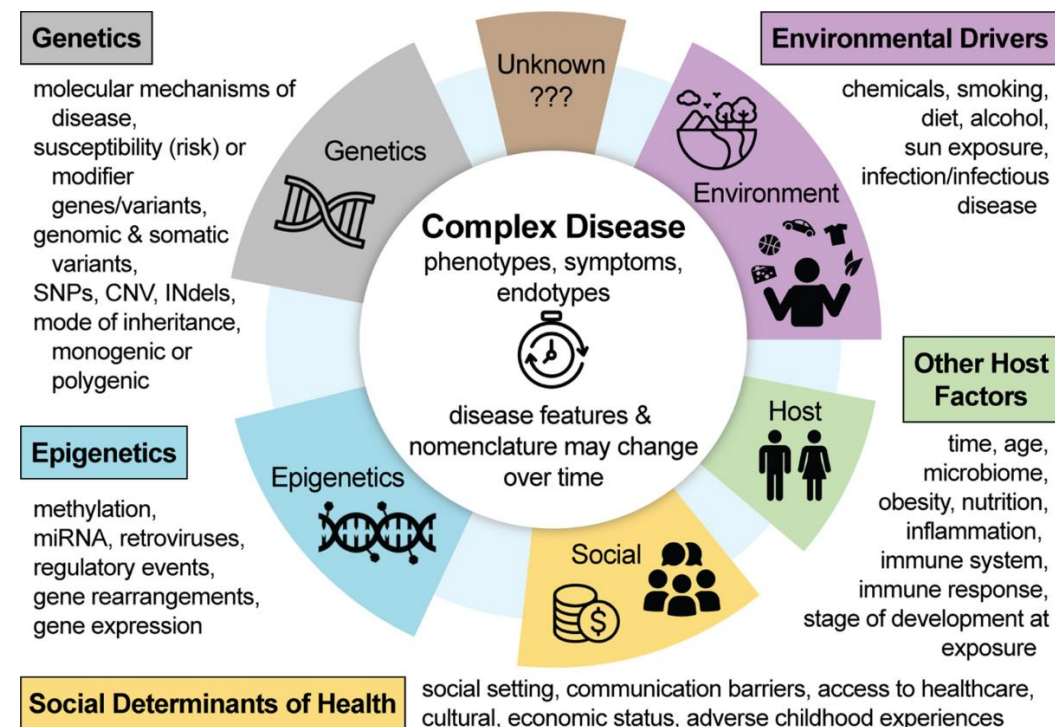 Genetics
molecular mechanisms of
disease,
susceptibility (risk) or
modifier
genes/variants,
genomic & somatic
variants,
SNPs, CNV, INdels,
mode of inheritance,
monogenic or
polygenic
Epigenetics
methylation,
miRNA, retroviruses,
regulatory events,
gene rearrangements,
gene expression
Unknown
???
Genetics
Environment
Complex Disease
phenotypes, symptoms,
endotypes
disease features &
nomenclature may change
over time
Host
Epigenetics
Social
$
Environmental Drivers
chemicals, smoking,
diet, alcohol,
sun exposure,
infection/infectious
disease
Other Host
Factors
time, age,
microbiome,
obesity, nutrition,
inflammation,
immune system,
immune response,
stage of development at
exposure
Social Determinants of Health
social setting, communication barriers, access to healthcare,
cultural, economic status, adverse childhood experiences